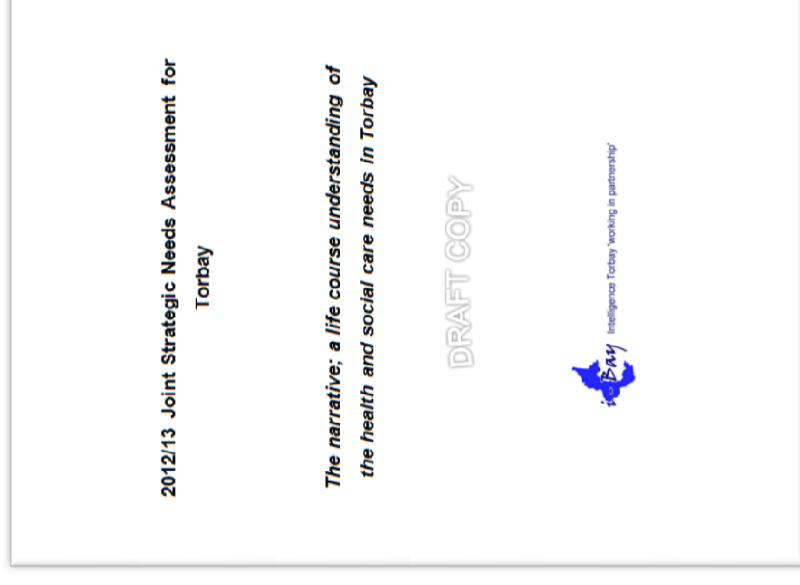 2012/13 Joint Strategic Needs Assessment for
Torbay
The narrative; a life course understanding of
the health and social care needs in Torbay
DRAFT COPY
i Bay Intelligence Torbay 'working in partnership'